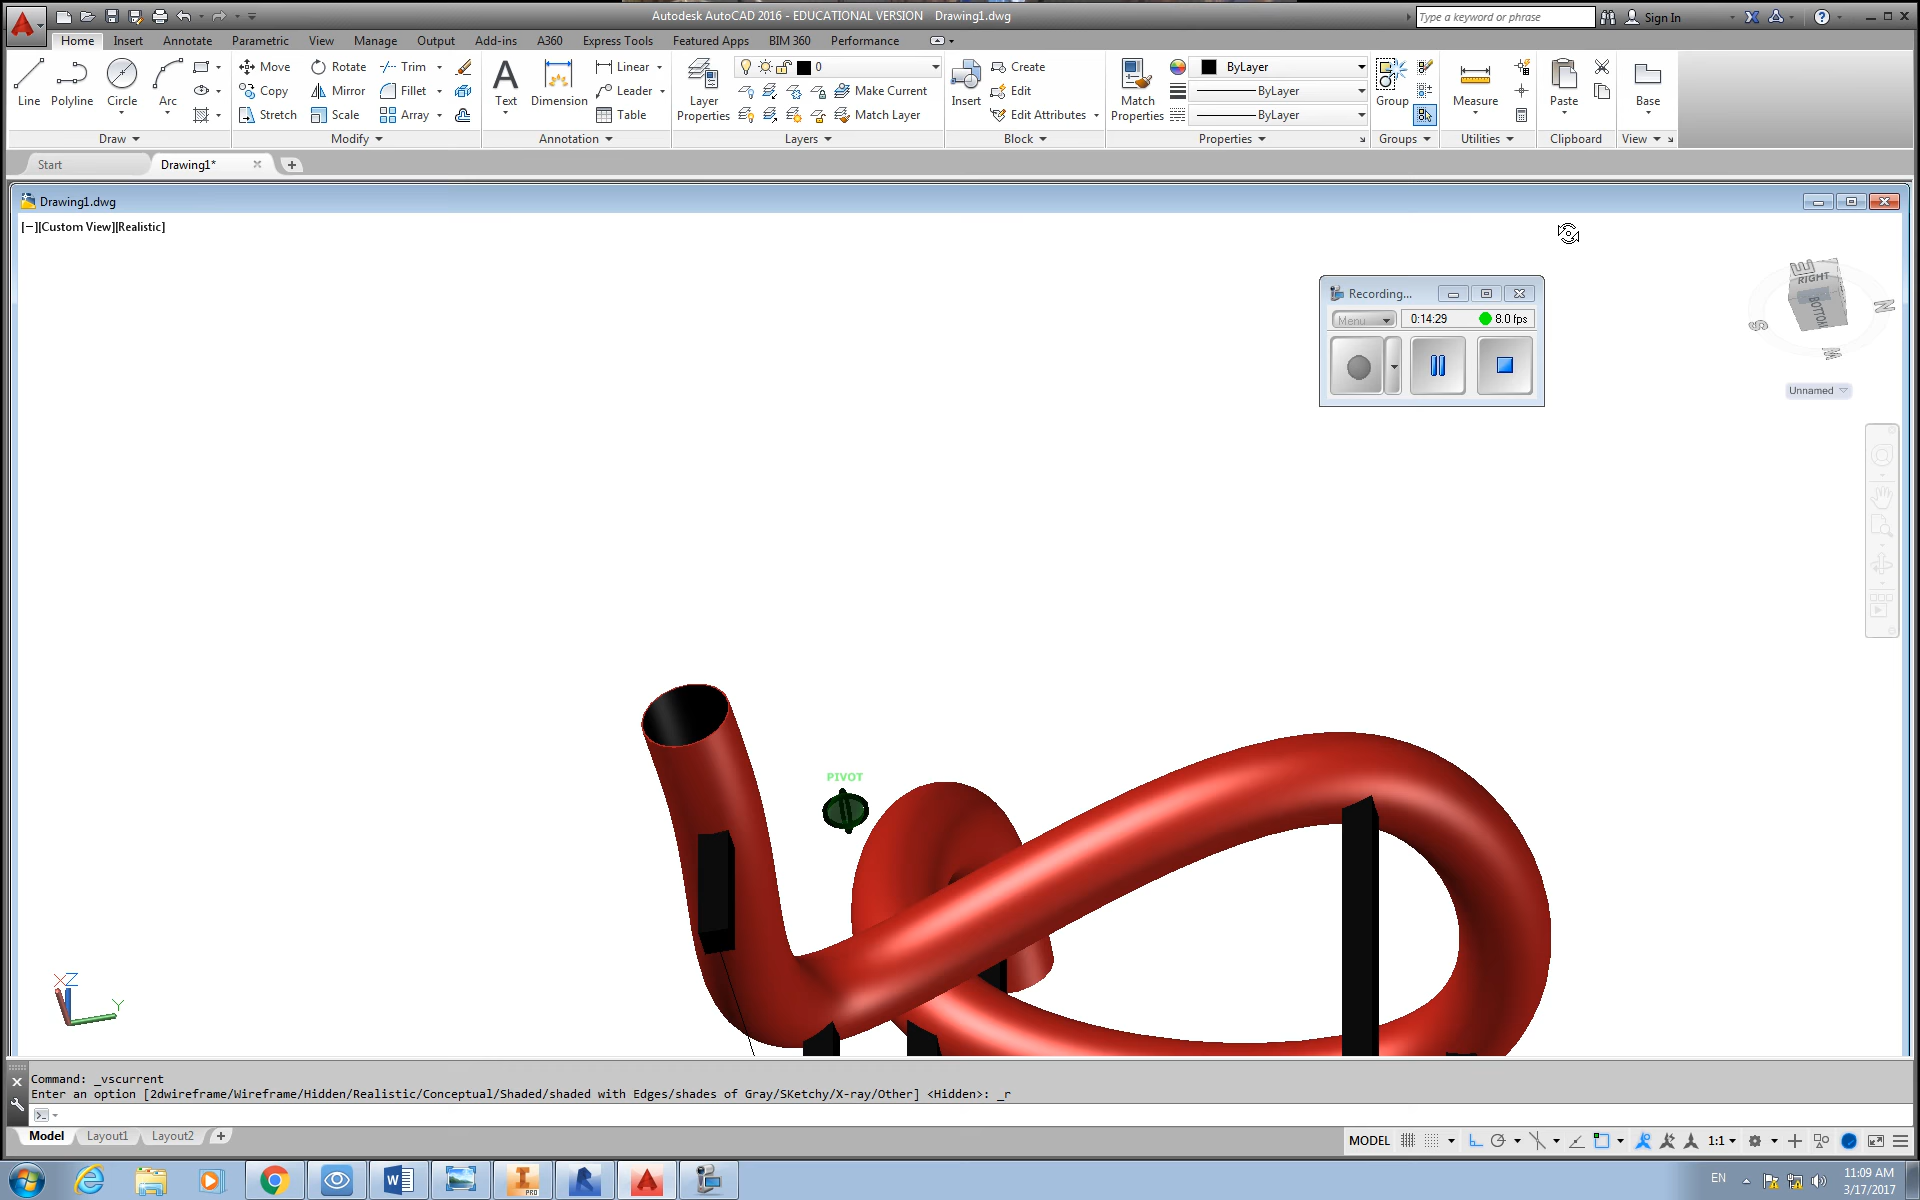 Autodesk AutoCAD 2016 - EDUCATIONAL VERSION Drawing1.dwg
Type a keyword or phrase
Sign In
Home Insert Annotate Parametric View Manage Output Add-ins A360 Express Tools Featured Apps BIM 360 Performance
Line Polyline Circle Arc
Move Rotate Trim
Copy Mirror Fillet
Stretch Scale Array
Text Dimension
Linear
Leader
Table
Layer Properties
0
Make Current
Match Layer
Insert
Create
Edit
Edit Attributes
Match Properties
ByLayer
ByLayer
ByLayer
Group Measure Paste Base
Draw Modify Annotation Layers Block Properties Groups Utilities Clipboard View
Start Drawing1*
Drawing1.dwg
[−][Custom View][Realistic]
Recording...
Menu 0:14:29 8.0 fps
E
RIGHT
BOTTOM
N
S
W
Unnamed
PIVOT
X Z
Y
Command: _vscurrent
Enter an option [2dwireframe/Wireframe/Hidden/Realistic/Conceptual/Shaded/shaded with Edges/shades of Gray/SKetchy/X-ray/Other] <Hidden>: _r
Model Layout1 Layout2
MODEL 1:1
PRO
EN
11:09 AM
3/17/2017